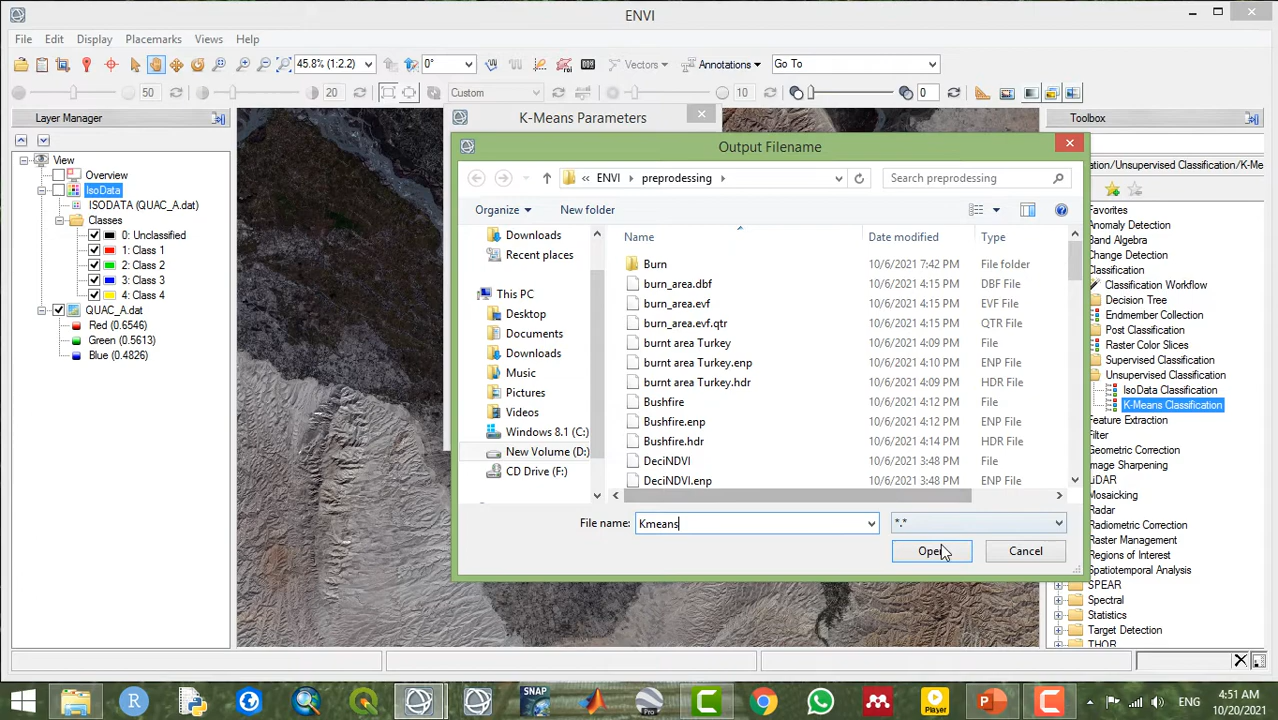 ENVI
File Edit Display Placemarks Views Help
45.8% (1:2.2) 0° Vectors Annotations Go To
50 20 Custom 10 0
Layer Manager
K-Means Parameters
Toolbox
View
Overview
IsoData
ISODATA (QUAC_A.dat)
Classes
0: Unclassified
1: Class 1
2: Class 2
3: Class 3
4: Class 4
QUAC_A.dat
Red (0.6546)
Green (0.5613)
Blue (0.4826)
Output Filename
« ENVI preprodessing
Search preprodessing
Organize New folder
Downloads
Recent places
This PC
Desktop
Documents
Downloads
Music
Pictures
Videos
Windows 8.1 (C:)
New Volume (D:)
CD Drive (F:)
Name Date modified Type
Burn 10/6/2021 7:42 PM File folder
burn_area.dbf 10/6/2021 4:15 PM DBF File
burn_area.evf 10/6/2021 4:15 PM EVF File
burn_area.evf.qtr 10/6/2021 4:15 PM QTR File
burnt area Turkey 10/6/2021 4:09 PM File
burnt area Turkey.enp 10/6/2021 4:10 PM ENP File
burnt area Turkey.hdr 10/6/2021 4:09 PM HDR File
Bushfire 10/6/2021 4:13 PM File
Bushfire.enp 10/6/2021 4:13 PM ENP File
Bushfire.hdr 10/6/2021 4:14 PM HDR File
DeciNDVI 10/6/2021 3:48 PM File
DeciNDVI.enp 10/6/2021 3:48 PM ENP File
File name: Kmeans *.*
Open Cancel
ation/Unsupervised Classification/K-Me
Favorites
Anomaly Detection
Band Algebra
Classification
Classification Workflow
Decision Tree
Endmember Collection
Post Classification
Raster Color Slices
Supervised Classification
Unsupervised Classification
IsoData Classification
K-Means Classification
Feature Extraction
Filter
Geometric Correction
Image Sharpening
LiDAR
Mosaicking
Radar
Raster Management
Regions of Interest
Spatiotemporal Analysis
SPEAR
Spectral
Statistics
Target Detection
THOR
R SNAP Pro Player P C
ENG
4:51 AM
10/20/2021